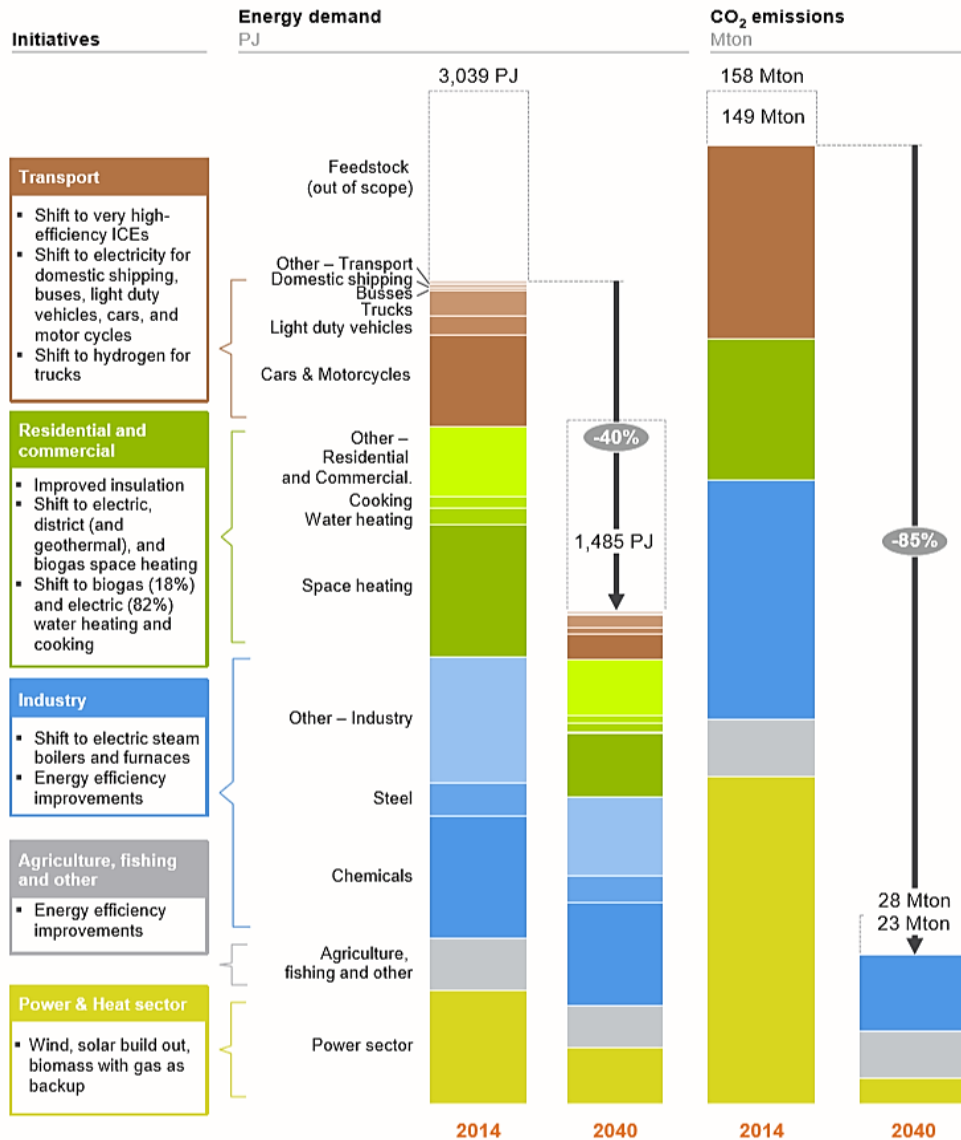 Initiatives
Energy demand
PJ
CO2 emissions
Mton
3,039 PJ
158 Mton
149 Mton
Feedstock
(out of scope)
Transport
▪ Shift to very high-
efficiency ICEs
▪ Shift to electricity for
domestic shipping,
buses, light duty
vehicles, cars, and
motor cycles
▪ Shift to hydrogen for
trucks
Other – Transport
Domestic shipping
Busses
Trucks
Light duty vehicles
Cars & Motorcycles
Residential and
commercial
▪ Improved insulation
▪ Shift to electric,
district (and
geothermal), and
biogas space heating
▪ Shift to biogas (18%)
and electric (82%)
water heating and
cooking
Other –
Residential
and Commercial.
Cooking
Water heating
Space heating
-40%
1,485 PJ
-85%
Industry
▪ Shift to electric steam
boilers and furnaces
▪ Energy efficiency
improvements
Other – Industry
Steel
Chemicals
Agriculture, fishing
and other
▪ Energy efficiency
improvements
Agriculture,
fishing and other
28 Mton
23 Mton
Power & Heat sector
▪ Wind, solar build out,
biomass with gas as
backup
Power sector
2014
2040
2014
2040